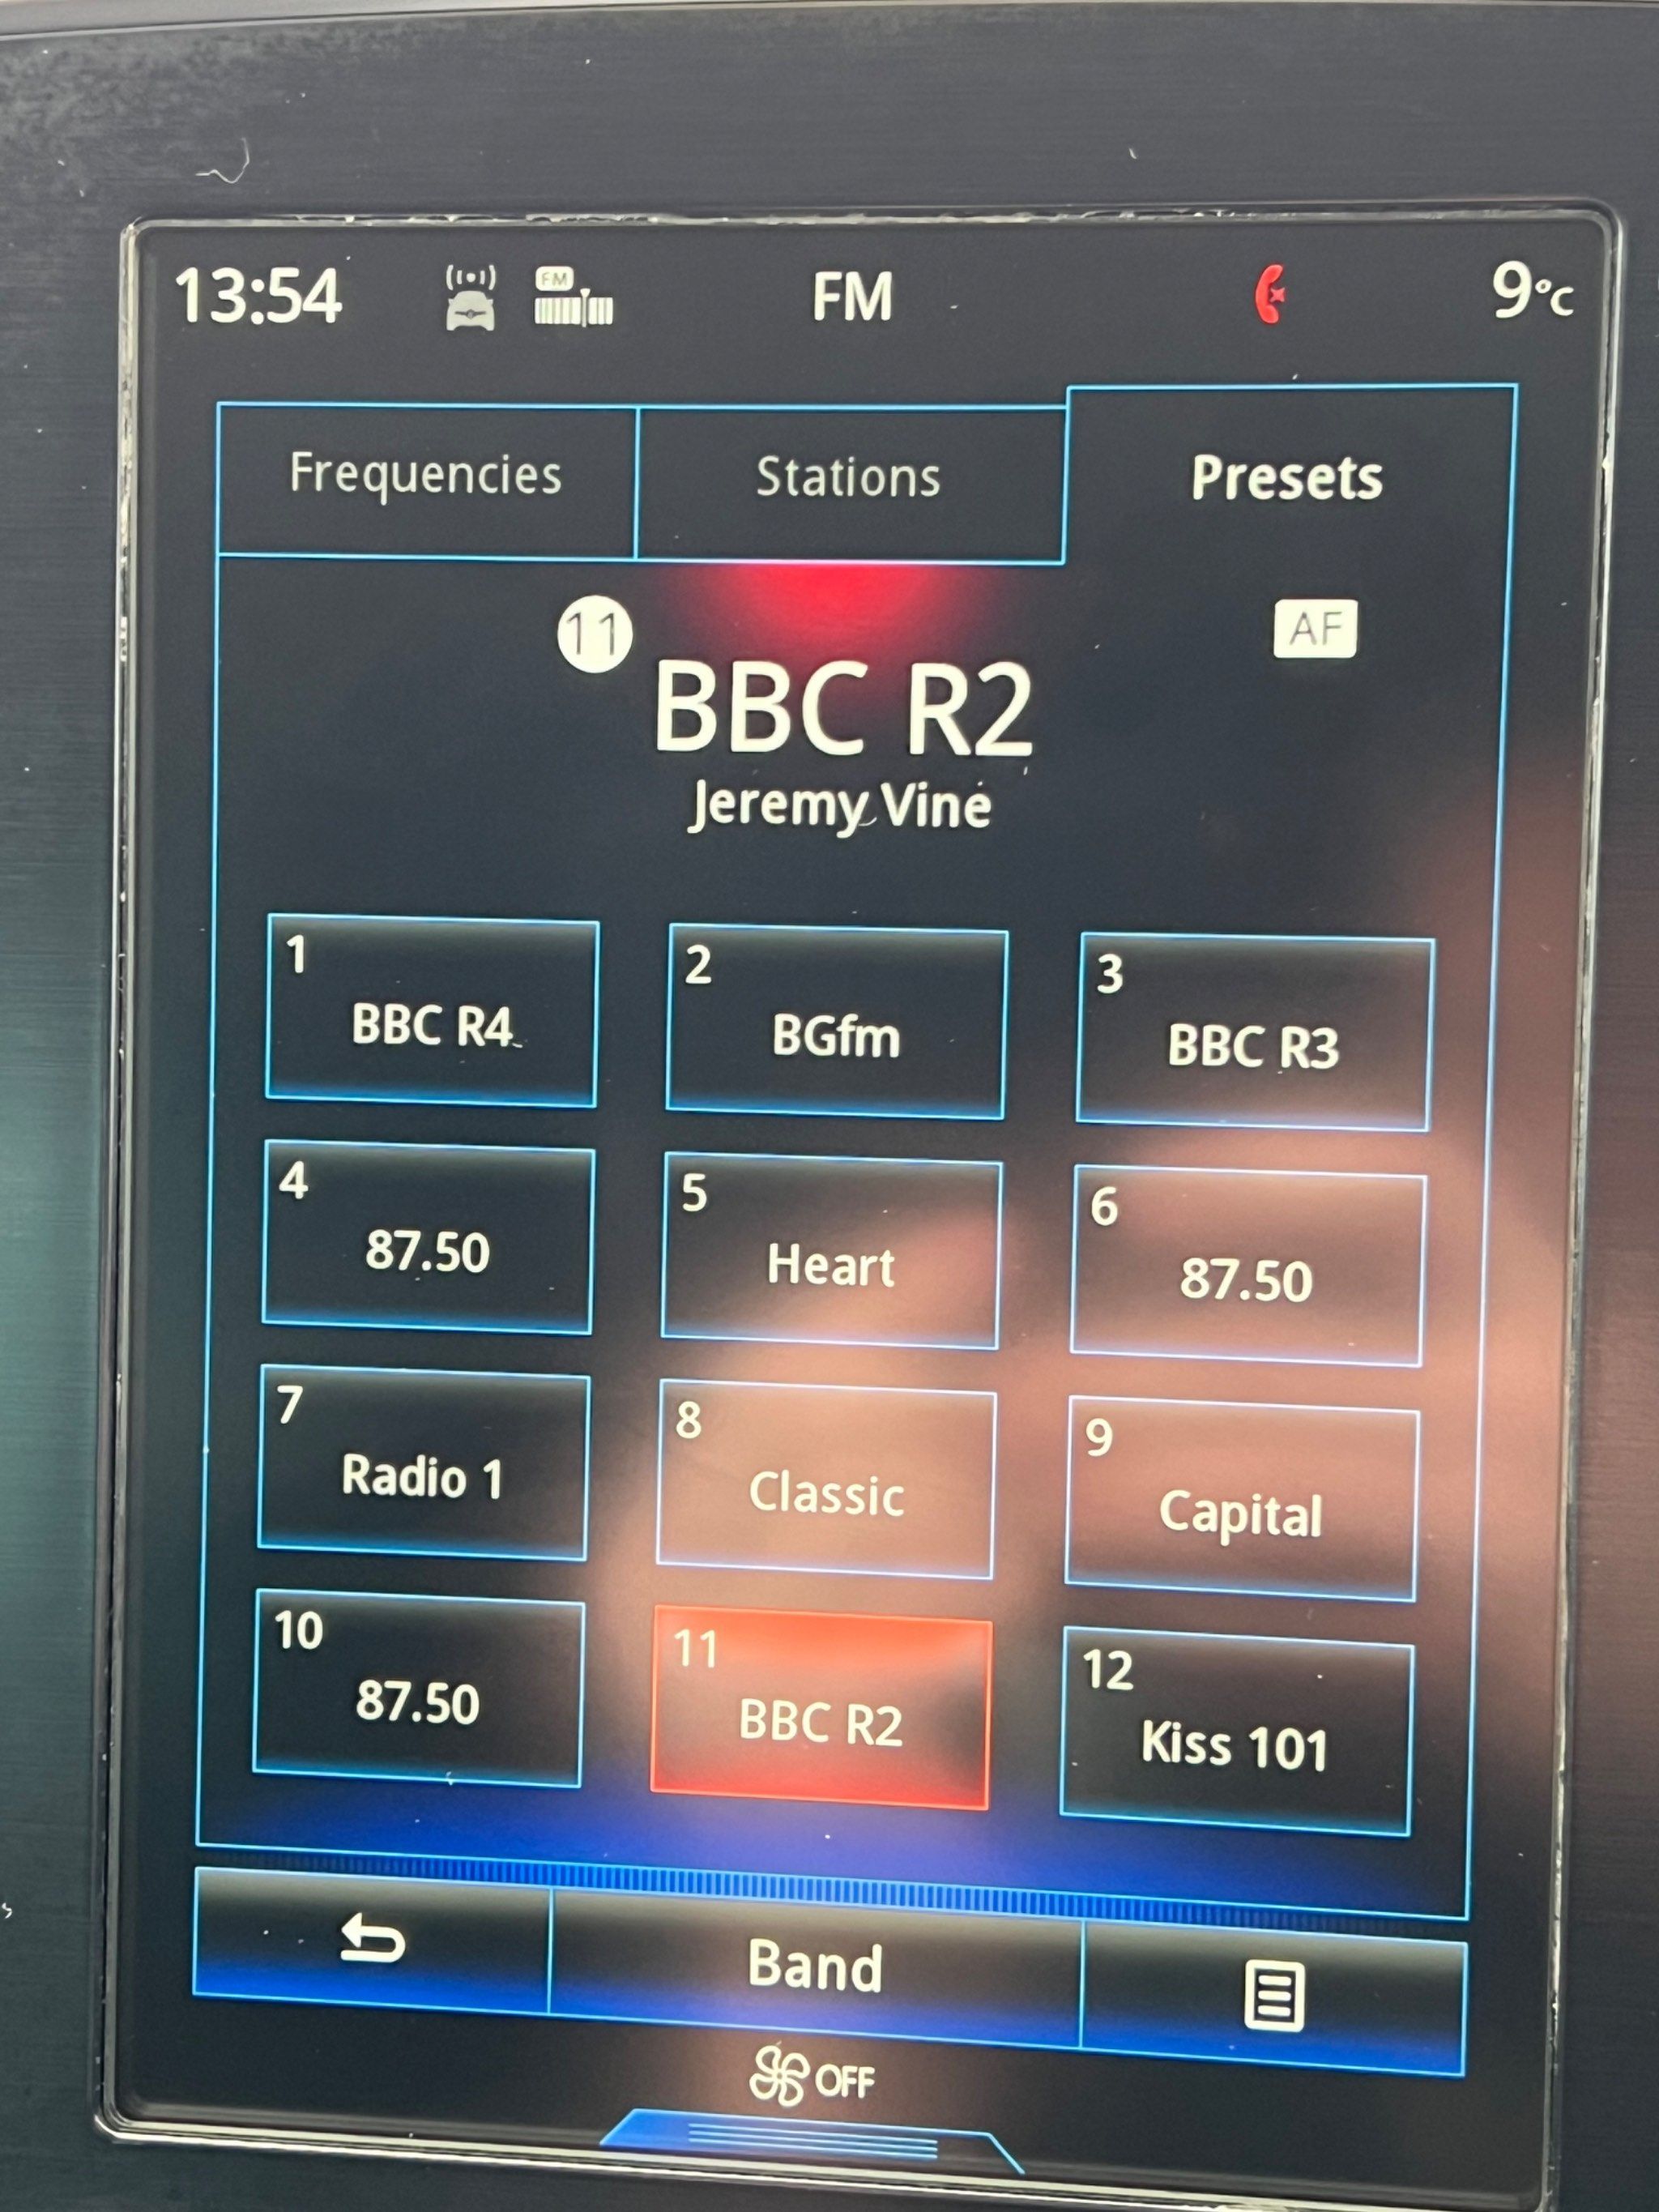 13:54 FM FM 9°C
Frequencies Stations Presets
11 AF
BBC R2
Jeremy Vine
1 2 3
BBC R4 BGfm BBC R3
4 5 6
87.50 Heart 87.50
7 8 9
Radio 1 Classic Capital
10 11 12
87.50 BBC R2 Kiss 101
Band
OFF